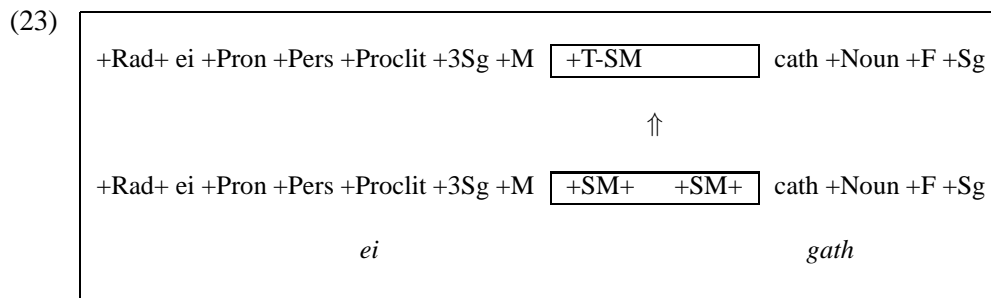 (23)
+Rad+ ei +Pron +Pers +Proclit +3Sg +M +T-SM cath +Noun +F +Sg
⇑
+Rad+ ei +Pron +Pers +Proclit +3Sg +M +SM+ +SM+ cath +Noun +F +Sg
ei gath